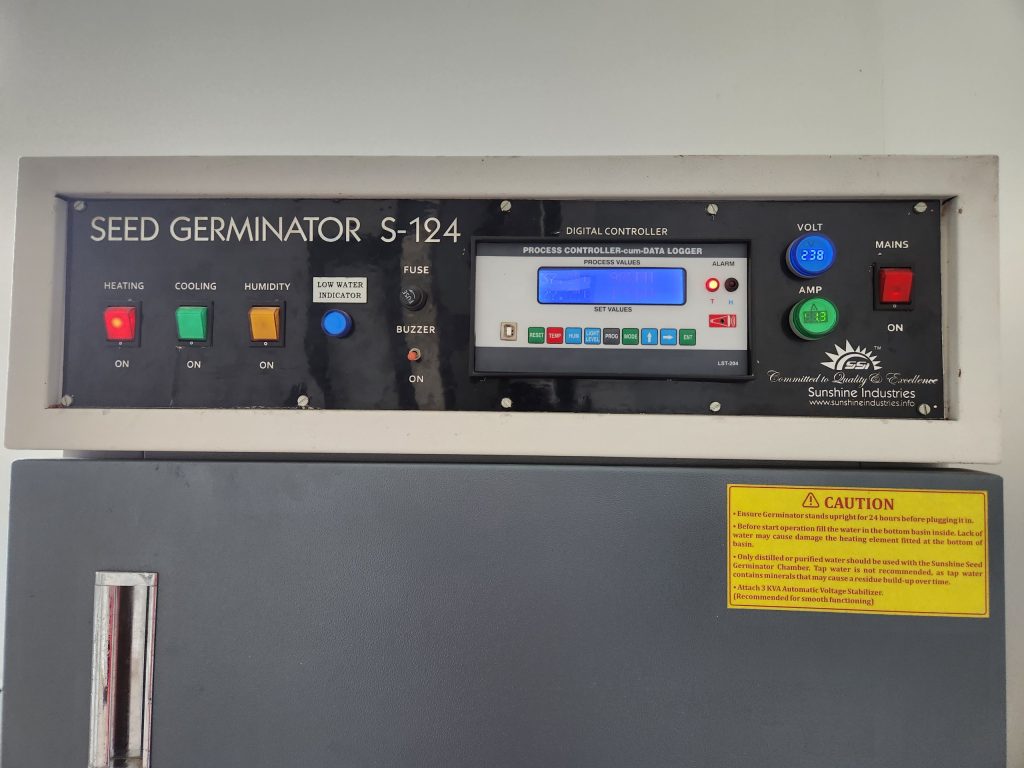 SEED GERMINATOR S-124
HEATING
ON
COOLING
ON
HUMIDITY
ON
LOW WATER
INDICATOR
FUSE
BUZZER
ON
DIGITAL CONTROLLER
PROCESS CONTROLLER-cum-DATA LOGGER
PROCESS VALUES
SET VALUES
ALARM
T H
RESET TEMP HUM LIGHT LEVEL PROG MODE ENT
LST-204
VOLT
238
AMP
MAINS
ON
SSI TM
Committed to Quality & Excellence
Sunshine Industries
www.sunshineindustries.info
⚠ CAUTION
• Ensure Germinator stands upright for 24 hours before plugging it in.
• Before start operation fill the water in the bottom basin inside. Lack of
water may cause damage the heating element fitted at the bottom of
basin.
• Only distilled or purified water should be used with the Sunshine Seed
Germinator Chamber. Tap water is not recommended, as tap water
contains minerals that may cause a residue build-up over time.
• Attach 3 KVA Automatic Voltage Stabilizer.
(Recommended for smooth functioning)